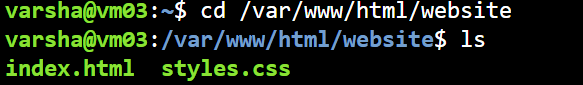 varsha@vm03:~$ cd /var/www/html/website
varsha@vm03:/var/www/html/website$ ls
index.html  styles.css